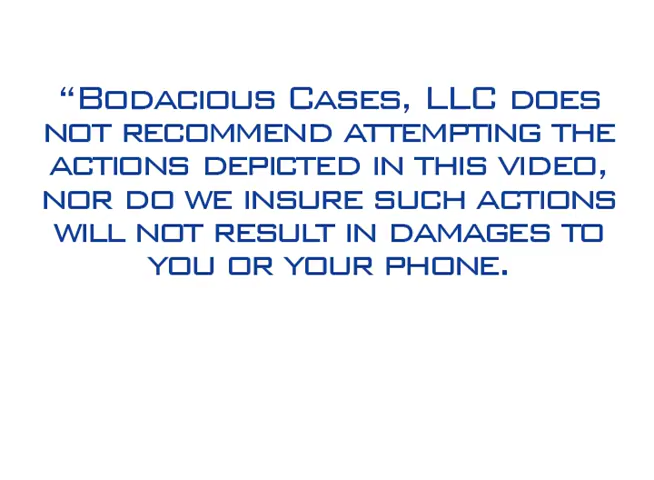 “Bodacious Cases, LLC does
not recommend attempting the
actions depicted in this video,
nor do we insure such actions
will not result in damages to
you or your phone.